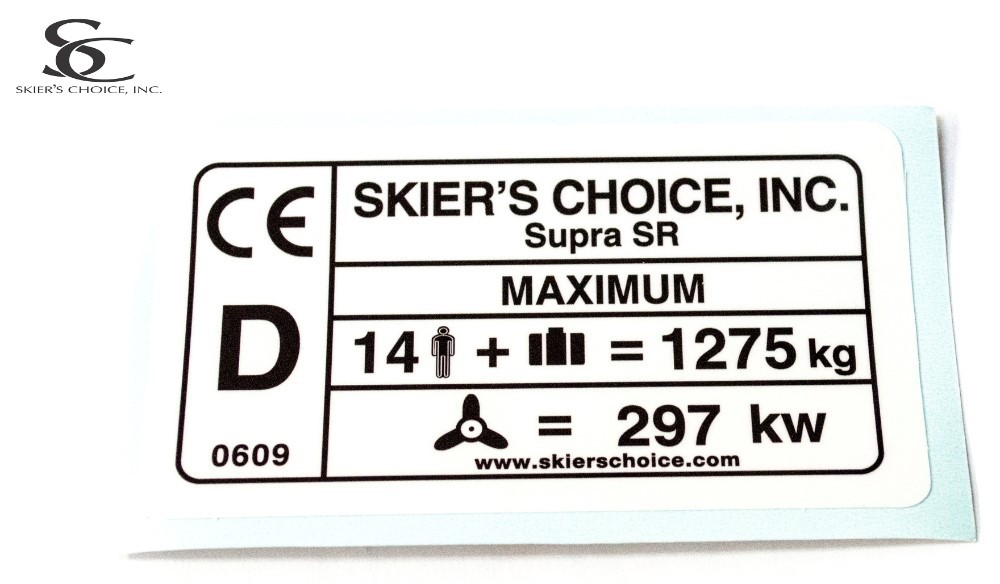 SC
SKIER'S CHOICE, INC.
CE
SKIER'S CHOICE, INC.
Supra SR
MAXIMUM
D
14 + = 1275 kg
= 297 kw
0609
www.skierschoice.com